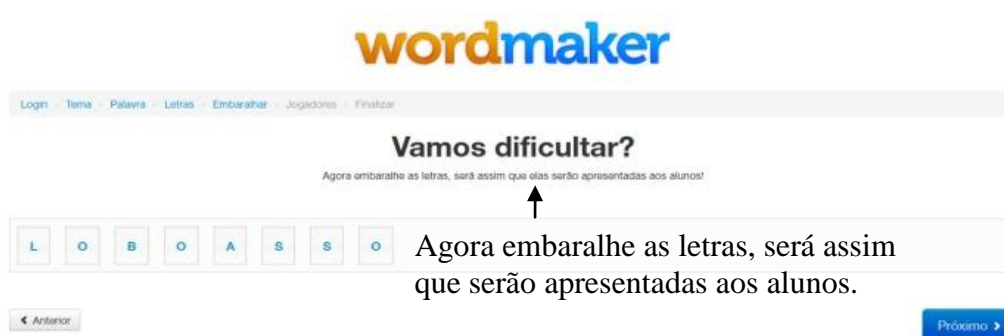 wordmaker
Login - Tema - Palavra - Letras - Embaralhar - Jogadores - Finalizar
Vamos dificultar?
Agora embaralhe as letras, será assim que elas serão apresentadas aos alunos!
L O B O A S S O
Agora embaralhe as letras, será assim
que serão apresentadas aos alunos.
Anterior
Próximo